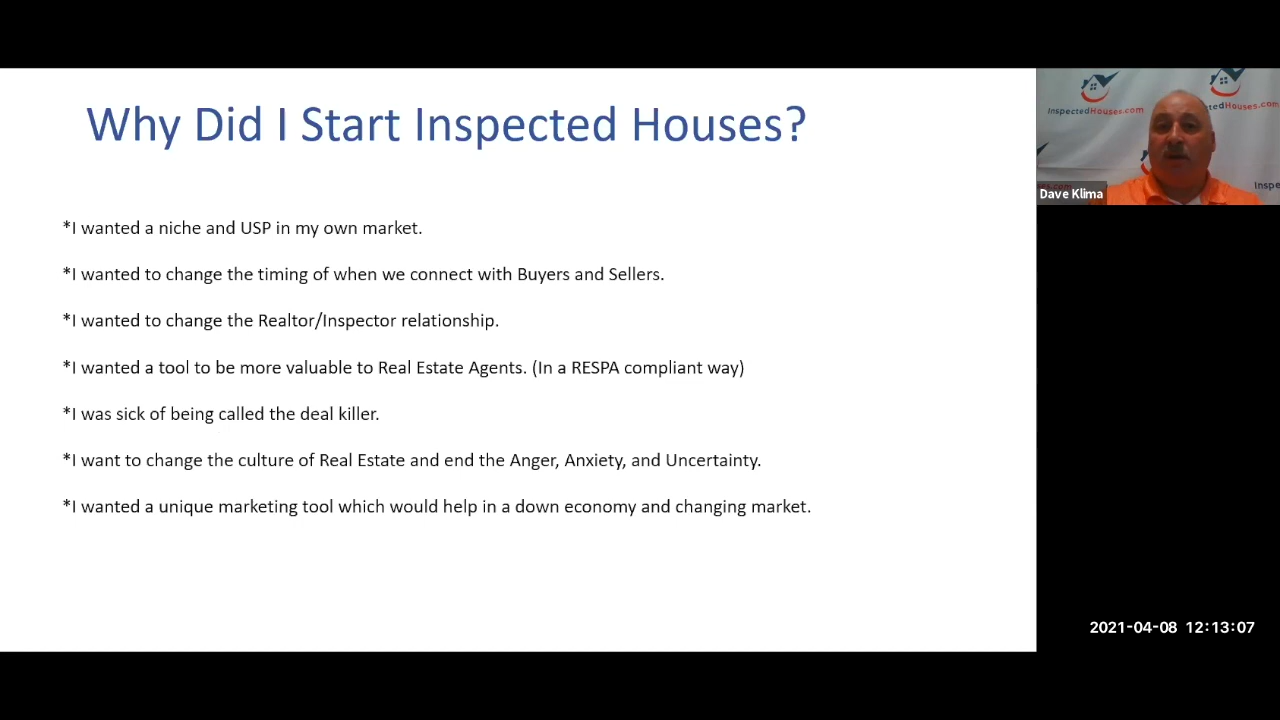 Why Did I Start Inspected Houses?
*I wanted a niche and USP in my own market.
*I wanted to change the timing of when we connect with Buyers and Sellers.
*I wanted to change the Realtor/Inspector relationship.
*I wanted a tool to be more valuable to Real Estate Agents. (In a RESPA compliant way)
*I was sick of being called the deal killer.
*I want to change the culture of Real Estate and end the Anger, Anxiety, and Uncertainty.
*I wanted a unique marketing tool which would help in a down economy and changing market.
InspectedHouses.com
ctedHouses.com
Inspe
Dave Klima
2021-04-08 12:13:07